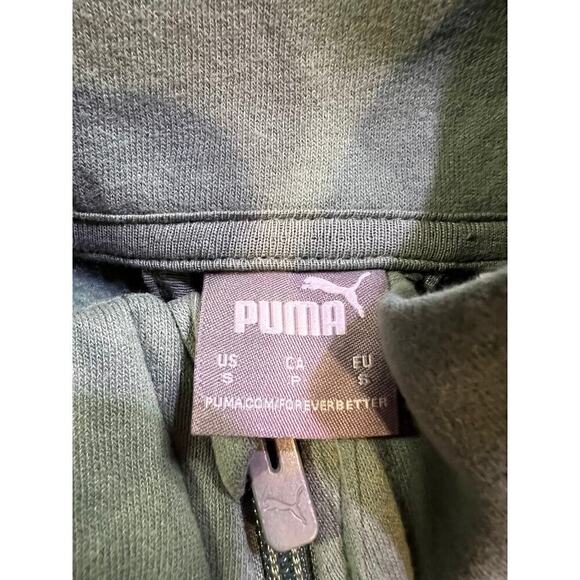 PUMA
US CA EU
S P S
PUMA.COM/FOREVERBETTER